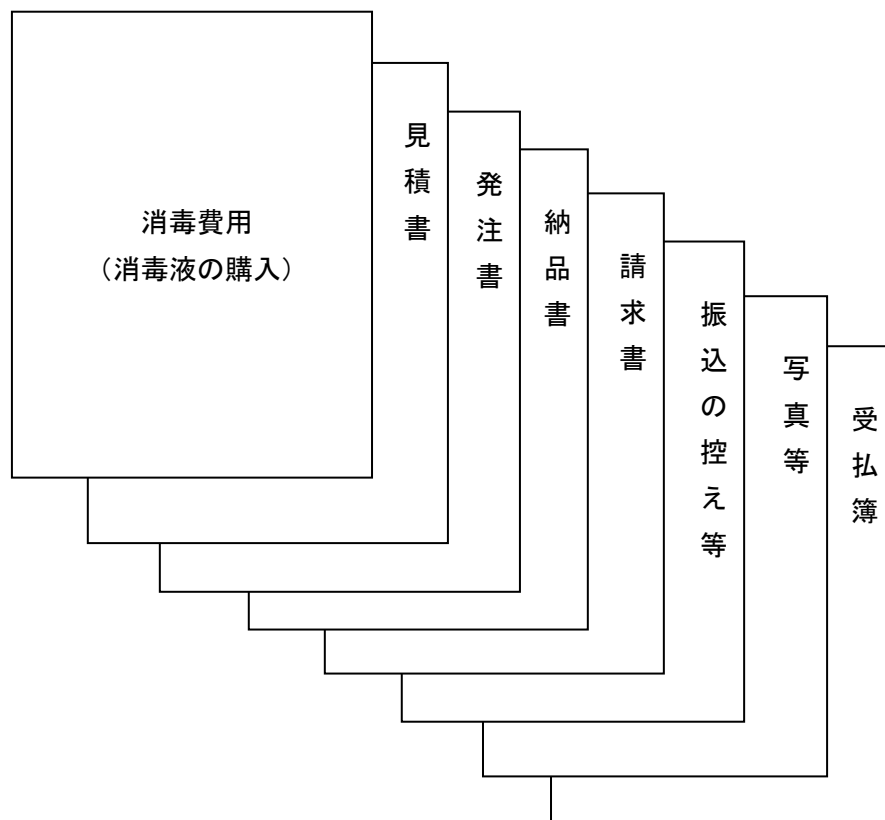 消毒費用
（消毒液の購入）
見積書
発注書
納品書
請求書
振込の控え等
写真等
受払簿